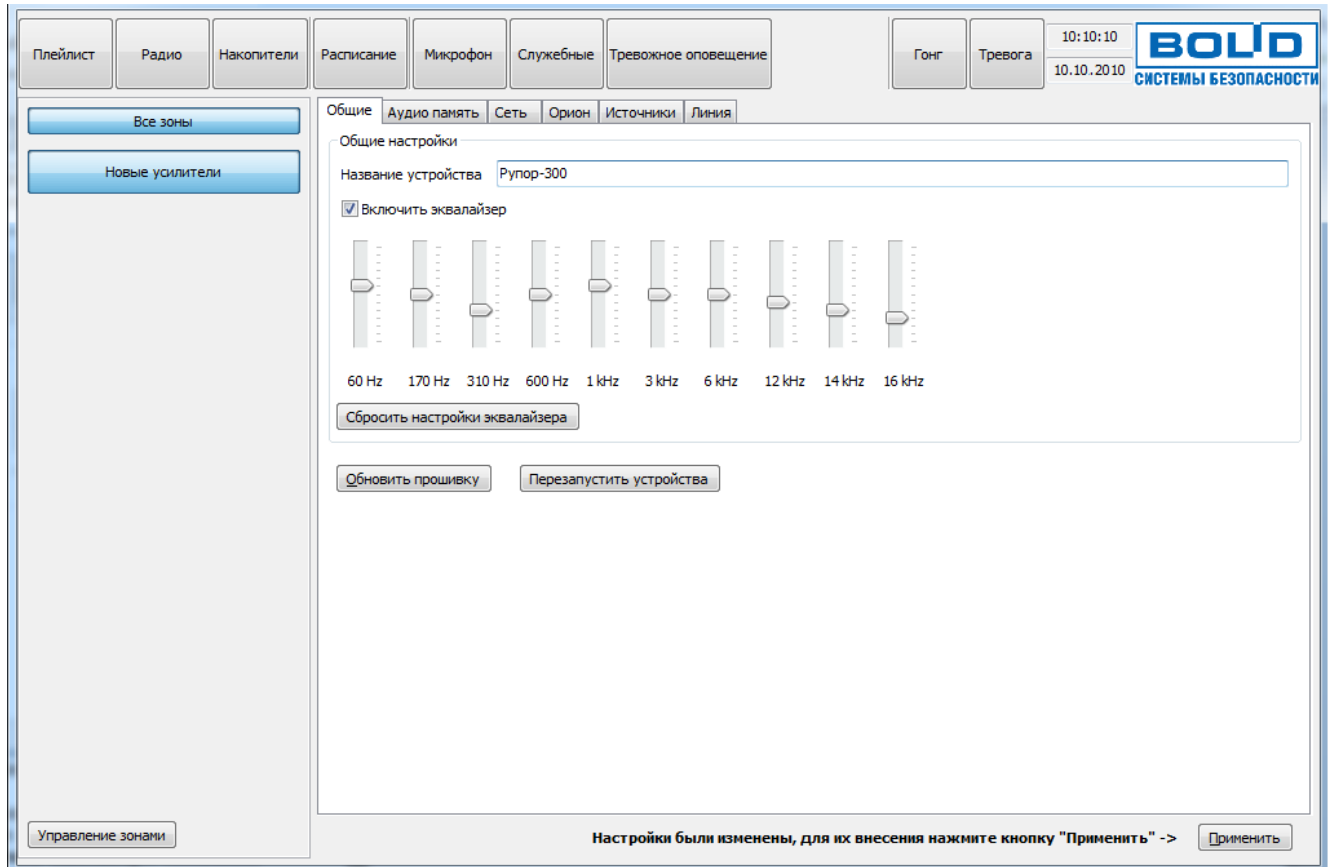 Плейлист Радио Накопители Расписание Микрофон Служебные Тревожное оповещение Гонг Тревога 10:10:10
10.10.2010
BOLID
СИСТЕМЫ БЕЗОПАСНОСТИ
Все зоны
Новые усилители
Общие Аудио память Сеть Орион Источники Линия
Общие настройки
Название устройства Рупор-300
Включить эквалайзер
60 Hz 170 Hz 310 Hz 600 Hz 1 kHz 3 kHz 6 kHz 12 kHz 14 kHz 16 kHz
Сбросить настройки эквалайзера
Обновить прошивку Перезапустить устройства
Управление зонами
Настройки были изменены, для их внесения нажмите кнопку "Применить" -> Применить